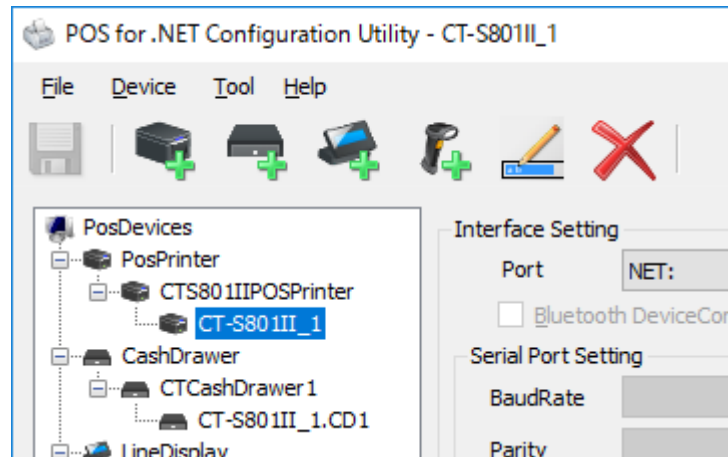 POS for .NET Configuration Utility - CT-S801II_1
File Device Tool Help
PosDevices
PosPrinter
CTS801IIPOSPrinter
CT-S801II_1
CashDrawer
CTCashDrawer1
CT-S801II_1.CD1
LineDisplay
Interface Setting
Port NET:
Bluetooth DeviceCor
Serial Port Setting
BaudRate
Parity